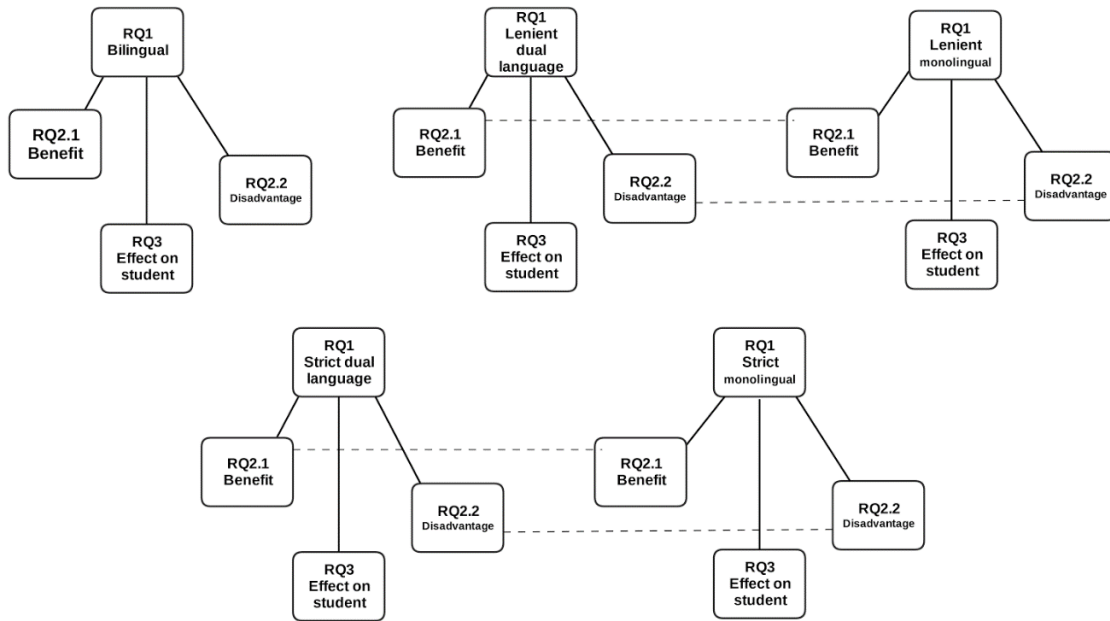 RQ1
Bilingual
RQ2.1
Benefit
RQ2.2
Disadvantage
RQ3
Effect on
student
RQ1
Lenient
dual
language
RQ2.1
Benefit
RQ2.2
Disadvantage
RQ3
Effect on
student
RQ1
Lenient
monolingual
RQ2.1
Benefit
RQ2.2
Disadvantage
RQ3
Effect on
student
RQ1
Strict dual
language
RQ2.1
Benefit
RQ2.2
Disadvantage
RQ3
Effect on
student
RQ1
Strict
monolingual
RQ2.1
Benefit
RQ2.2
Disadvantage
RQ3
Effect on
student